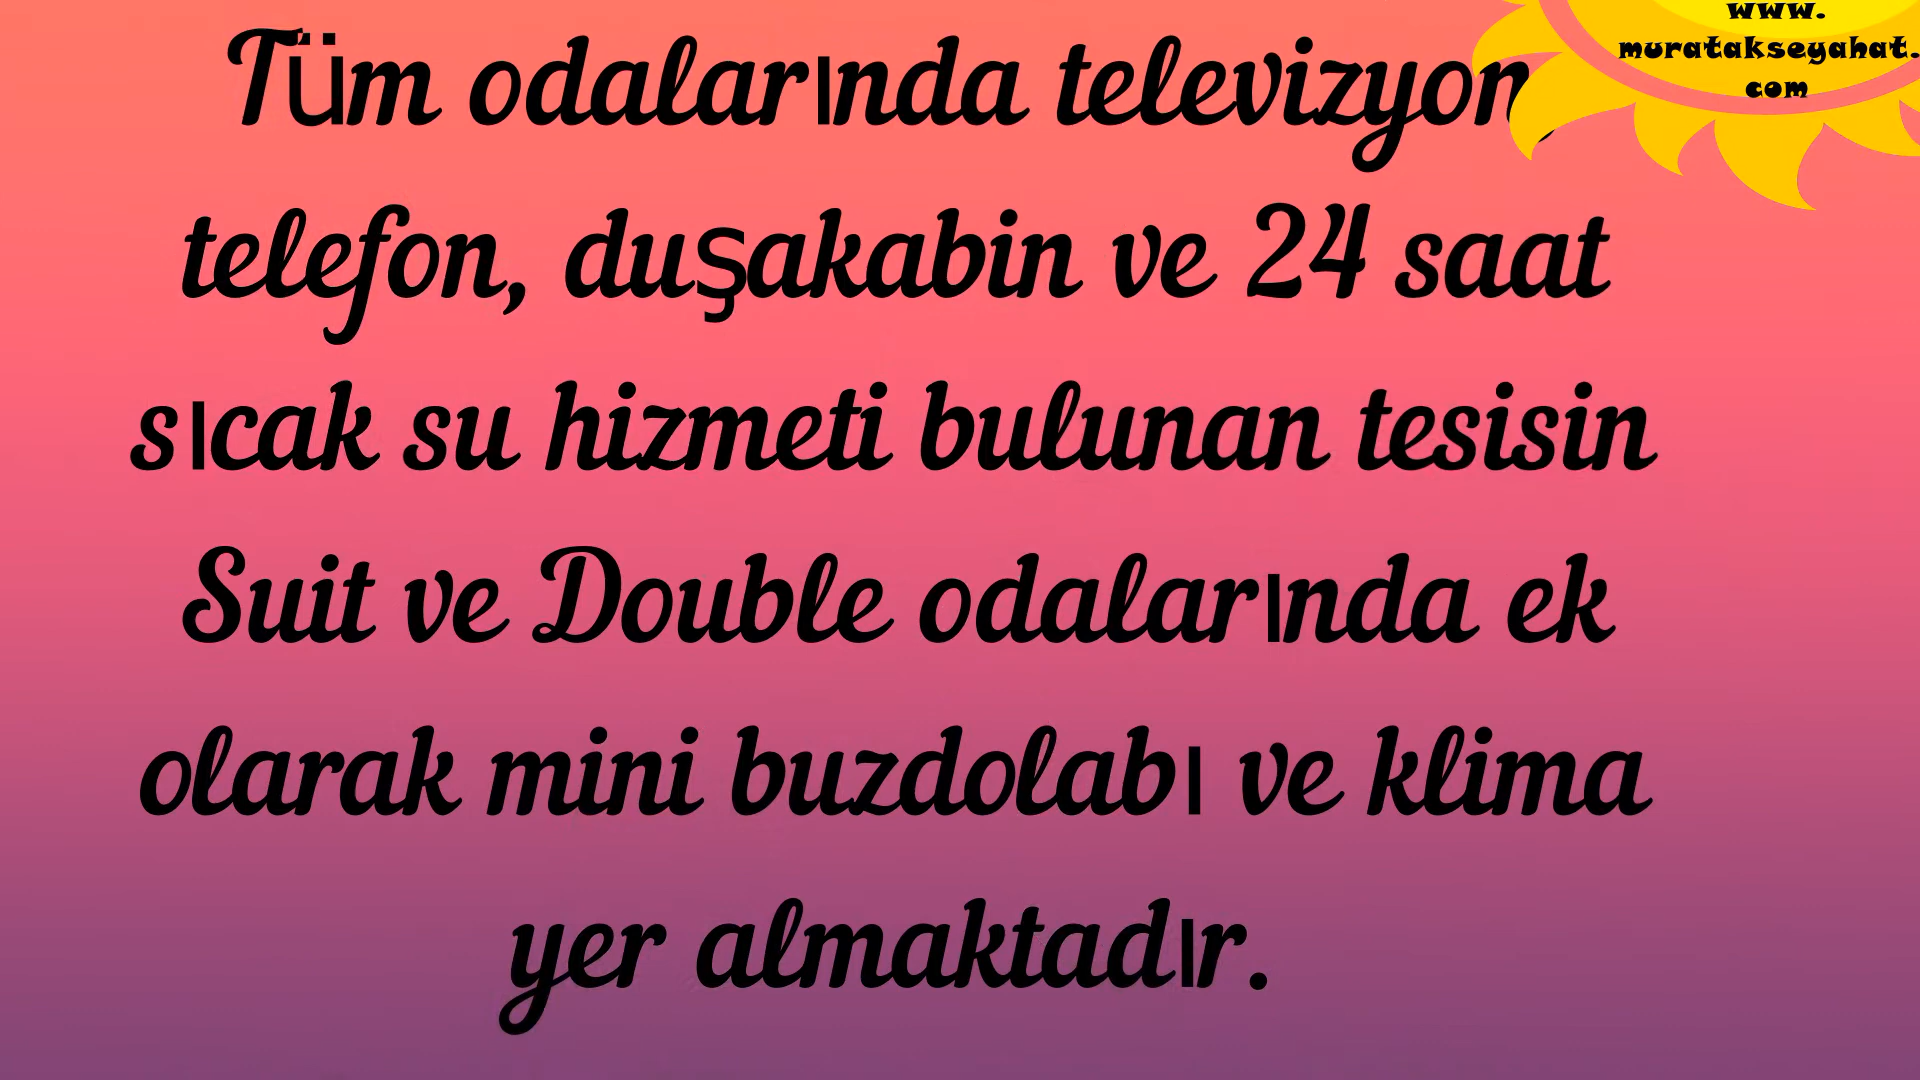 www.
muratakseyahat.
com
Tüm odalarında televizyon,
telefon, duşakabin ve 24 saat
sıcak su hizmeti bulunan tesisin
Suit ve Double odalarında ek
olarak mini buzdolabı ve klima
yer almaktadır.